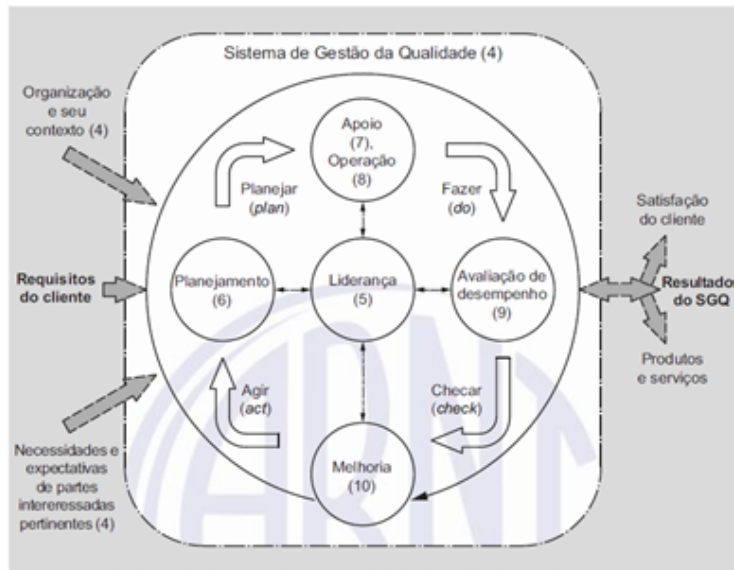 Sistema de Gestão da Qualidade (4)
Organização
e seu
contexto (4)
Apoio
(7),
Operação
(8)
Planejar
(plan)
Fazer
(do)
Satisfação
do cliente
Requisitos
do cliente
Planejamento
(6)
Liderança
(5)
Avaliação de
desempenho
(9)
Resultados
do SGQ
Produtos
e serviços
Agir
(act)
Checar
(check)
Melhoria
(10)
Necessidades e
expectativas
de partes
intereressadas
pertinentes (4)